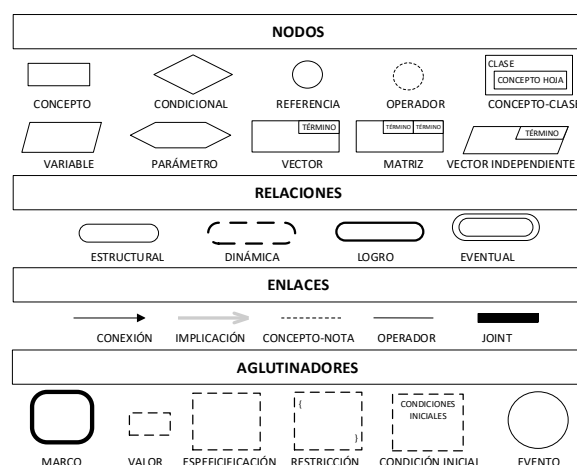 NODOS
CLASE
CONCEPTO HOJA
CONCEPTO CONDICIONAL REFERENCIA OPERADOR CONCEPTO-CLASE
TÉRMINO TÉRMINO TÉRMINO TÉRMINO
VARIABLE PARÁMETRO VECTOR MATRIZ VECTOR INDEPENDIENTE
RELACIONES
ESTRUCTURAL DINÁMICA LOGRO EVENTUAL
ENLACES
CONEXIÓN IMPLICACIÓN CONCEPTO-NOTA OPERADOR JOINT
AGLUTINADORES
{ CONDICIONES
INICIALES
}
MARCO VALOR ESPEFICIFICACIÓN RESTRICCIÓN CONDICIÓN INICIAL EVENTO